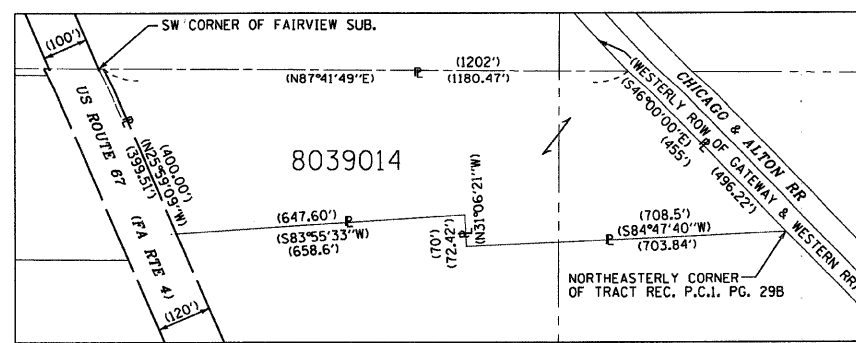 (100')
SW CORNER OF FAIRVIEW SUB.
(1202')
(N87°41'49"E)
(1180.47')
(WESTERLY ROW OF GATEWAY & WESTERN RR)
CHICAGO & ALTON RR
(S46°00'00"E)
(455')
(496.22')
US ROUTE 67
(FA RTE 4)
(400.00')
(N25°59'09"W)
(399.51')
8039014
(N31°06'21"W)
(70')
(72.42')
(647.60')
(S83°55'33"W)
(658.6')
(708.5')
(S84°47'40"W)
(703.84')
NORTHEASTERLY CORNER
OF TRACT REC. P.C.1. PG. 29B
(120')